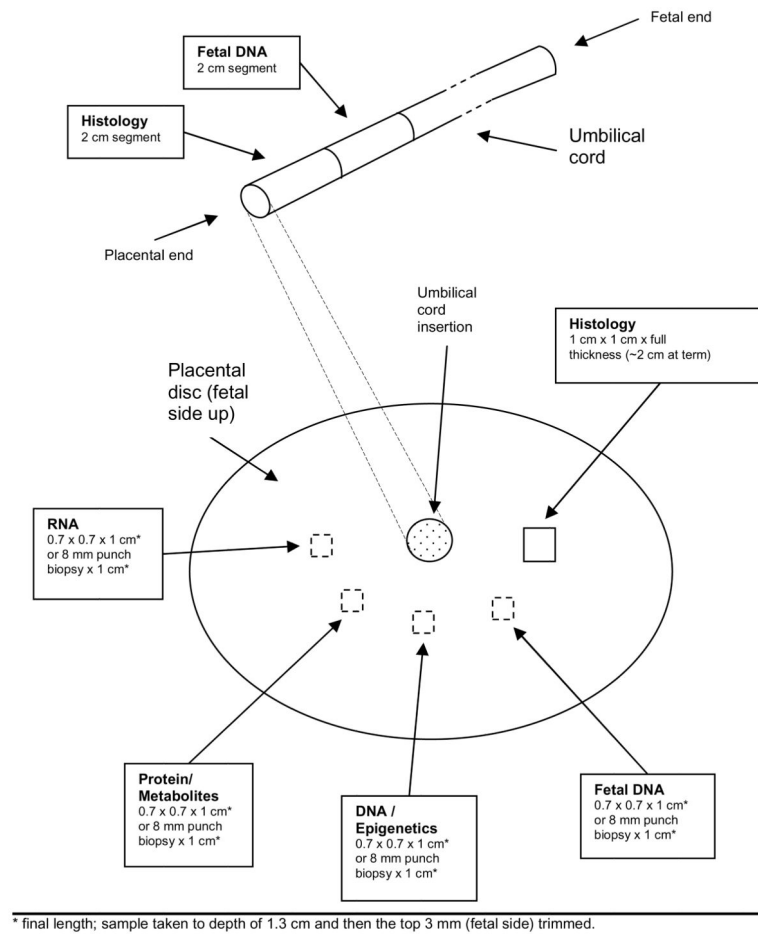 Fetal end
Fetal DNA
2 cm segment
Histology
2 cm segment
Umbilical
cord
Placental end
Umbilical
cord
insertion
Histology
1 cm x 1 cm x full
thickness (~2 cm at term)
Placental
disc (fetal
side up)
RNA
0.7 x 0.7 x 1 cm*
or 8 mm punch
biopsy x 1 cm*
Protein/
Metabolites
0.7 x 0.7 x 1 cm*
or 8 mm punch
biopsy x 1 cm*
DNA /
Epigenetics
0.7 x 0.7 x 1 cm*
or 8 mm punch
biopsy x 1 cm*
Fetal DNA
0.7 x 0.7 x 1 cm*
or 8 mm punch
biopsy x 1 cm*
* final length; sample taken to depth of 1.3 cm and then the top 3 mm (fetal side) trimmed.